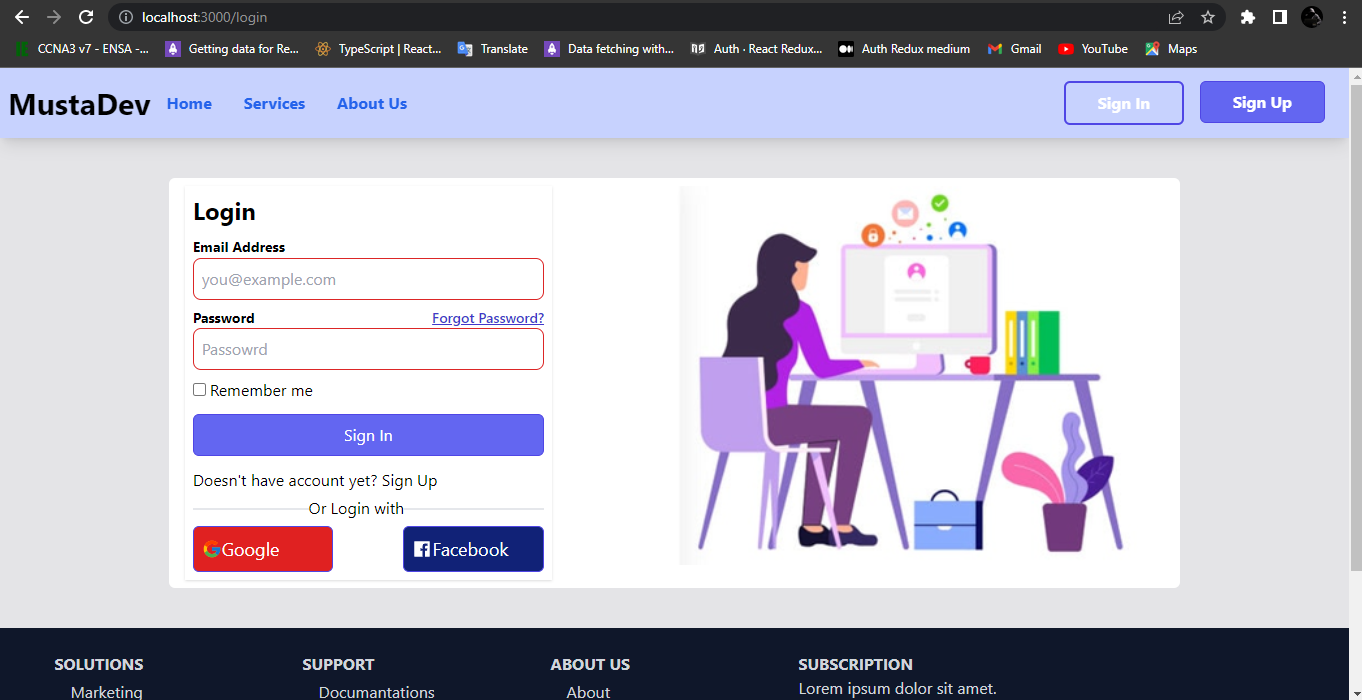 localhost:3000/login
CCNA3 v7 - ENSA -... Getting data for Re... TypeScript | React... Translate Data fetching with... Auth · React Redux... Auth Redux medium Gmail YouTube Maps
MustaDev Home Services About Us Sign In Sign Up
Login
Email Address
you@example.com
Password Forgot Password?
Passowrd
Remember me
Sign In
Doesn't have account yet? Sign Up
Or Login with
Google Facebook
SOLUTIONS SUPPORT ABOUT US SUBSCRIPTION
Marketing Documantations About Lorem ipsum dolor sit amet.